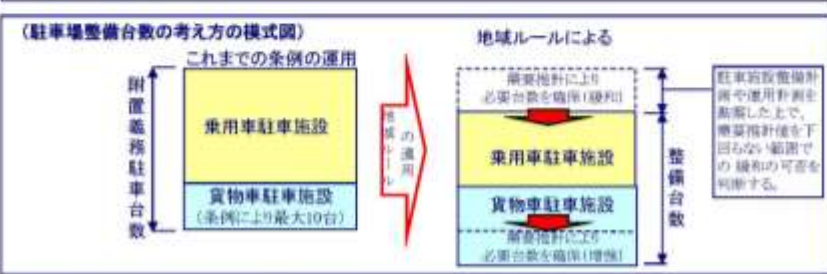 (駐車場整備台数の考え方の模式図)
これまでの条例の運用
附置義務駐車台数
乗用車駐車施設
貨物車駐車施設
(条例により最大10台)
地域ルール
の適用
地域ルールによる
需要推計により
必要台数を確保(緩和)
乗用車駐車施設
貨物車駐車施設
需要推計により
必要台数を確保(増強)
整備台数
駐車施設整備計
画や運用計画を
勘案した上で、
需要推計値を下
回らない範囲で
の緩和の可否を
判断する。